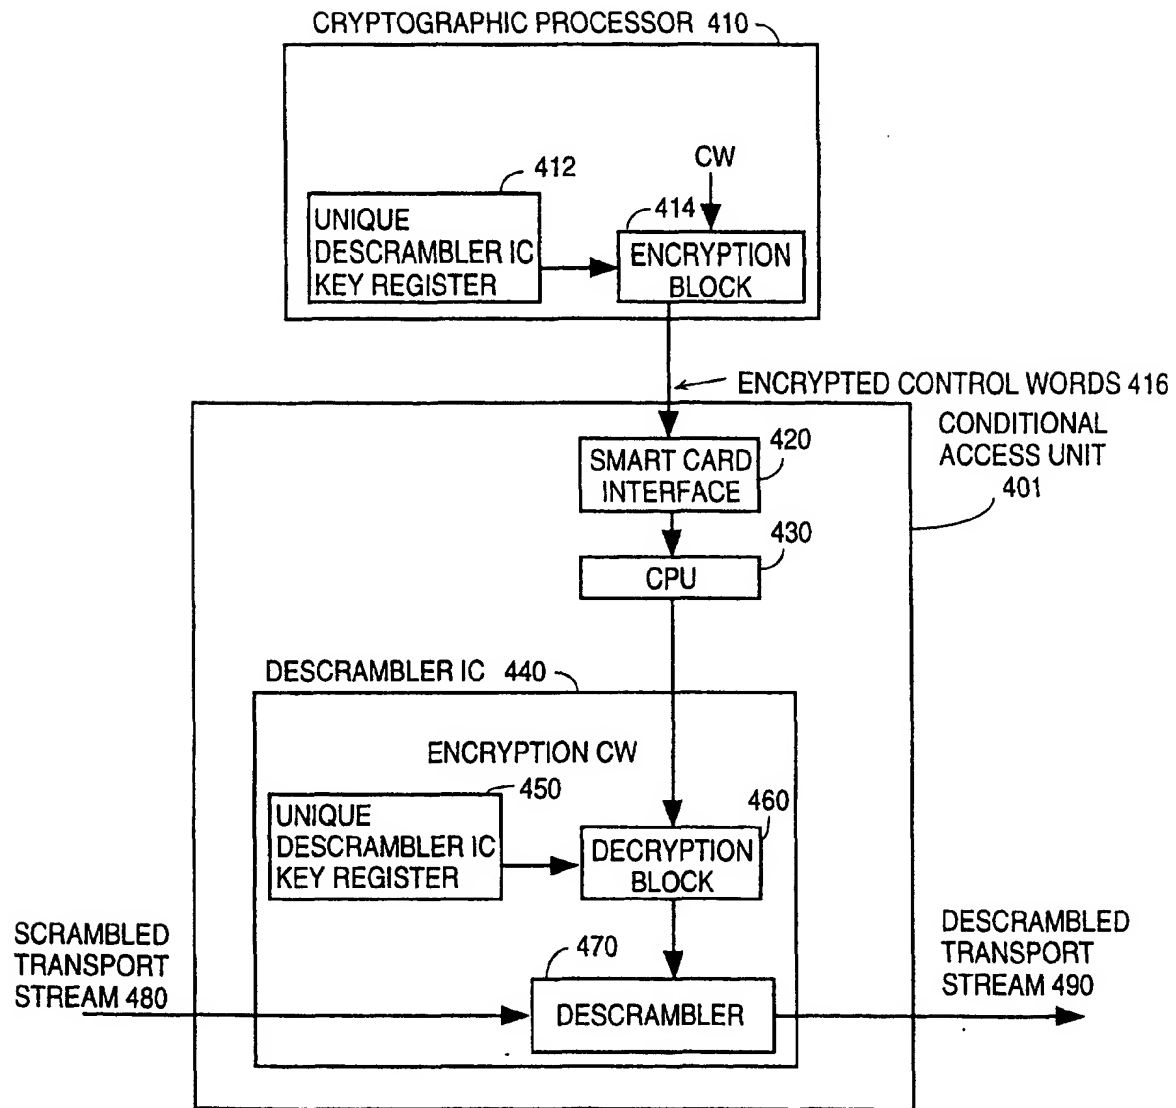 CRYPTOGRAPHIC PROCESSOR 410
CW
412
UNIQUE
DESCRAMBLER IC
KEY REGISTER
414
ENCRYPTION
BLOCK
ENCRYPTED CONTROL WORDS 416
CONDITIONAL
ACCESS UNIT
401
420
SMART CARD
INTERFACE
430
CPU
DESCRAMBLER IC 440
ENCRYPTION CW
450
UNIQUE
DESCRAMBLER IC
KEY REGISTER
460
DECRYPTION
BLOCK
SCRAMBLED
TRANSPORT
STREAM 480
470
DESCRAMBLER
DESCRAMBLED
TRANSPORT
STREAM 490